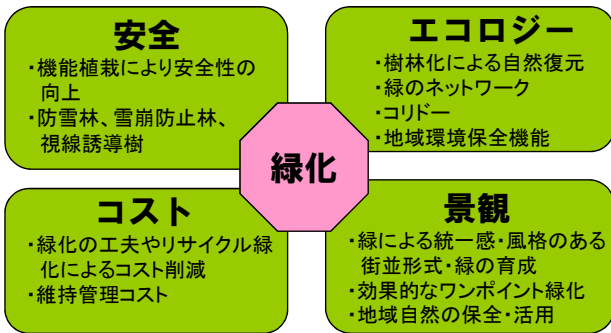 安全
・機能植栽により安全性の
向上
・防雪林、雪崩防止林、
視線誘導樹
エコロジー
・樹林化による自然復元
・緑のネットワーク
・コリドー
・地域環境保全機能
緑化
コスト
・緑化の工夫やリサイクル緑
化によるコスト削減
・維持管理コスト
景観
・緑による統一感・風格のある
街並形式・緑の育成
・効果的なワンポイント緑化
・地域自然の保全・活用